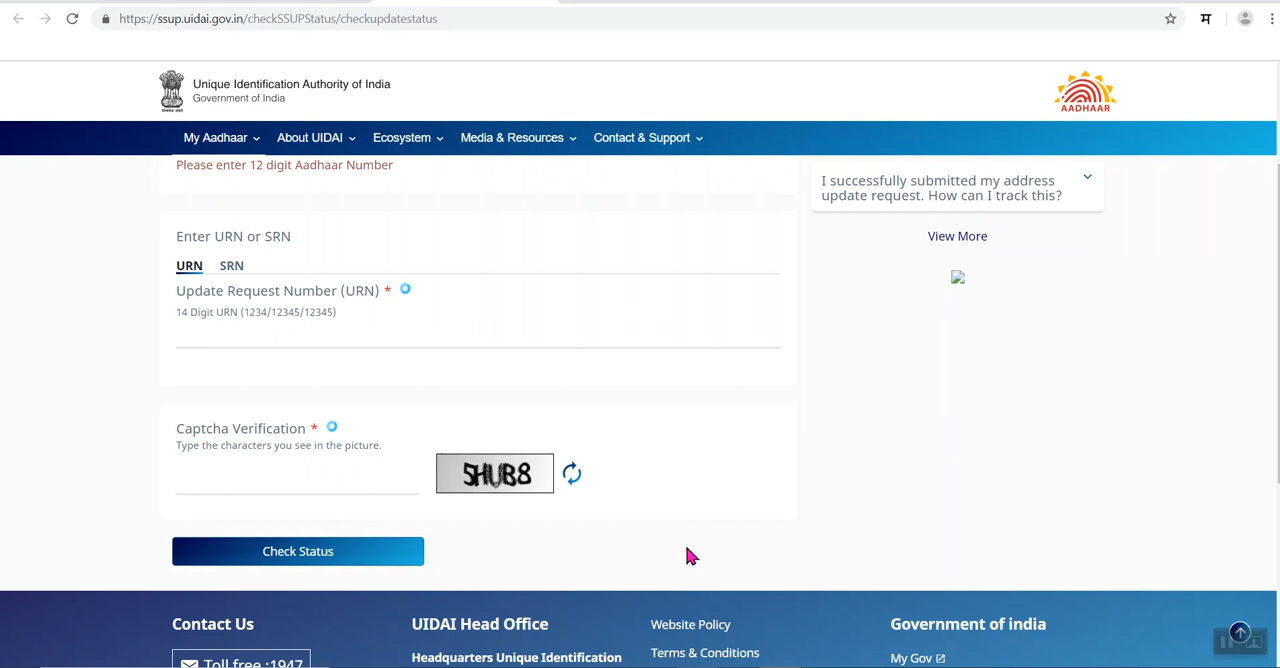 https://ssup.uidai.gov.in/checkSSUPStatus/checkupdatestatus
म
Unique Identification Authority of India
Government of India
AADHAAR
My Aadhaar
About UIDAI
Ecosystem
Media & Resources
Contact & Support
Please enter 12 digit Aadhaar Number
Enter URN or SRN
URN
SRN
Update Request Number (URN) *
14 Digit URN (1234/12345/12345)
Captcha Verification *
Type the characters you see in the picture.
5HUB8
Check Status
I successfully submitted my address
update request. How can I track this?
View More
Contact Us
Toll free :1947
UIDAI Head Office
Headquarters Unique Identification
Website Policy
Terms & Conditions
Government of india
My Gov